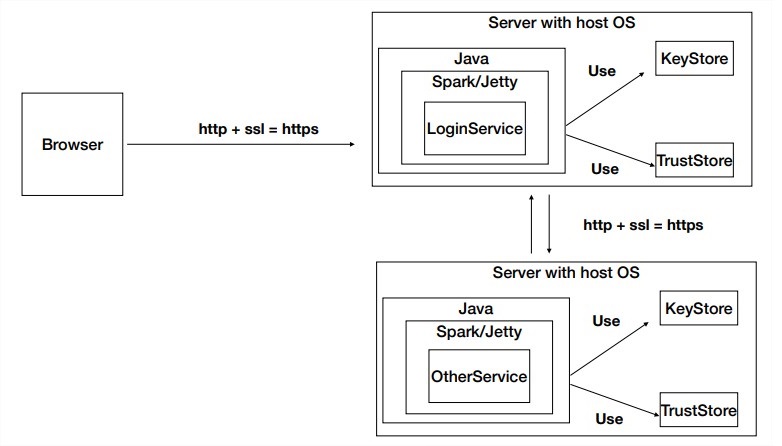 Server with host OS
Java
Spark/Jetty
LoginService
Use
KeyStore
Use
TrustStore
Browser
http + ssl = https
http + ssl = https
Server with host OS
Java
Spark/Jetty
OtherService
Use
KeyStore
Use
TrustStore